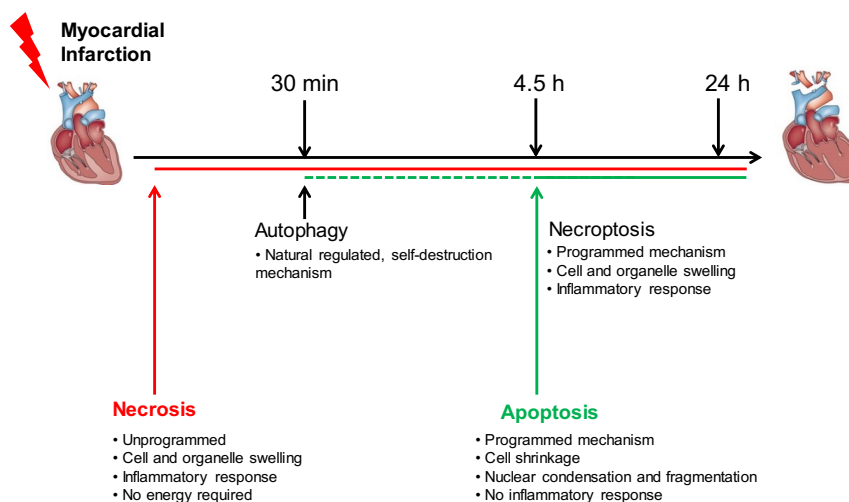 Myocardial
Infarction
30 min
4.5 h
24 h
Autophagy
• Natural regulated, self-destruction
mechanism
Necroptosis
• Programmed mechanism
• Cell and organelle swelling
• Inflammatory response
Necrosis
• Unprogrammed
• Cell and organelle swelling
• Inflammatory response
• No energy required
Apoptosis
• Programmed mechanism
• Cell shrinkage
• Nuclear condensation and fragmentation
• No inflammatory response